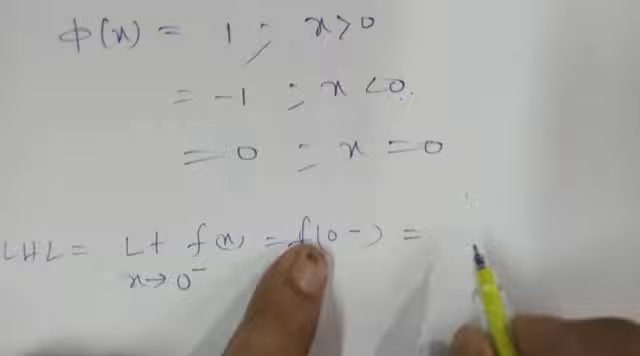 ϕ(x) = 1 ; x>0
= -1 ; x<0.
= 0 ; x = 0
LHL = Lt f(x) = f(0-) =
x→0⁻